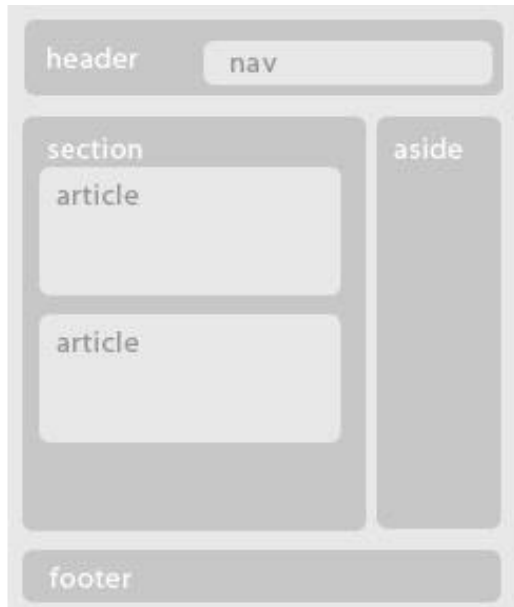 header
nav
section
aside
article
article
footer